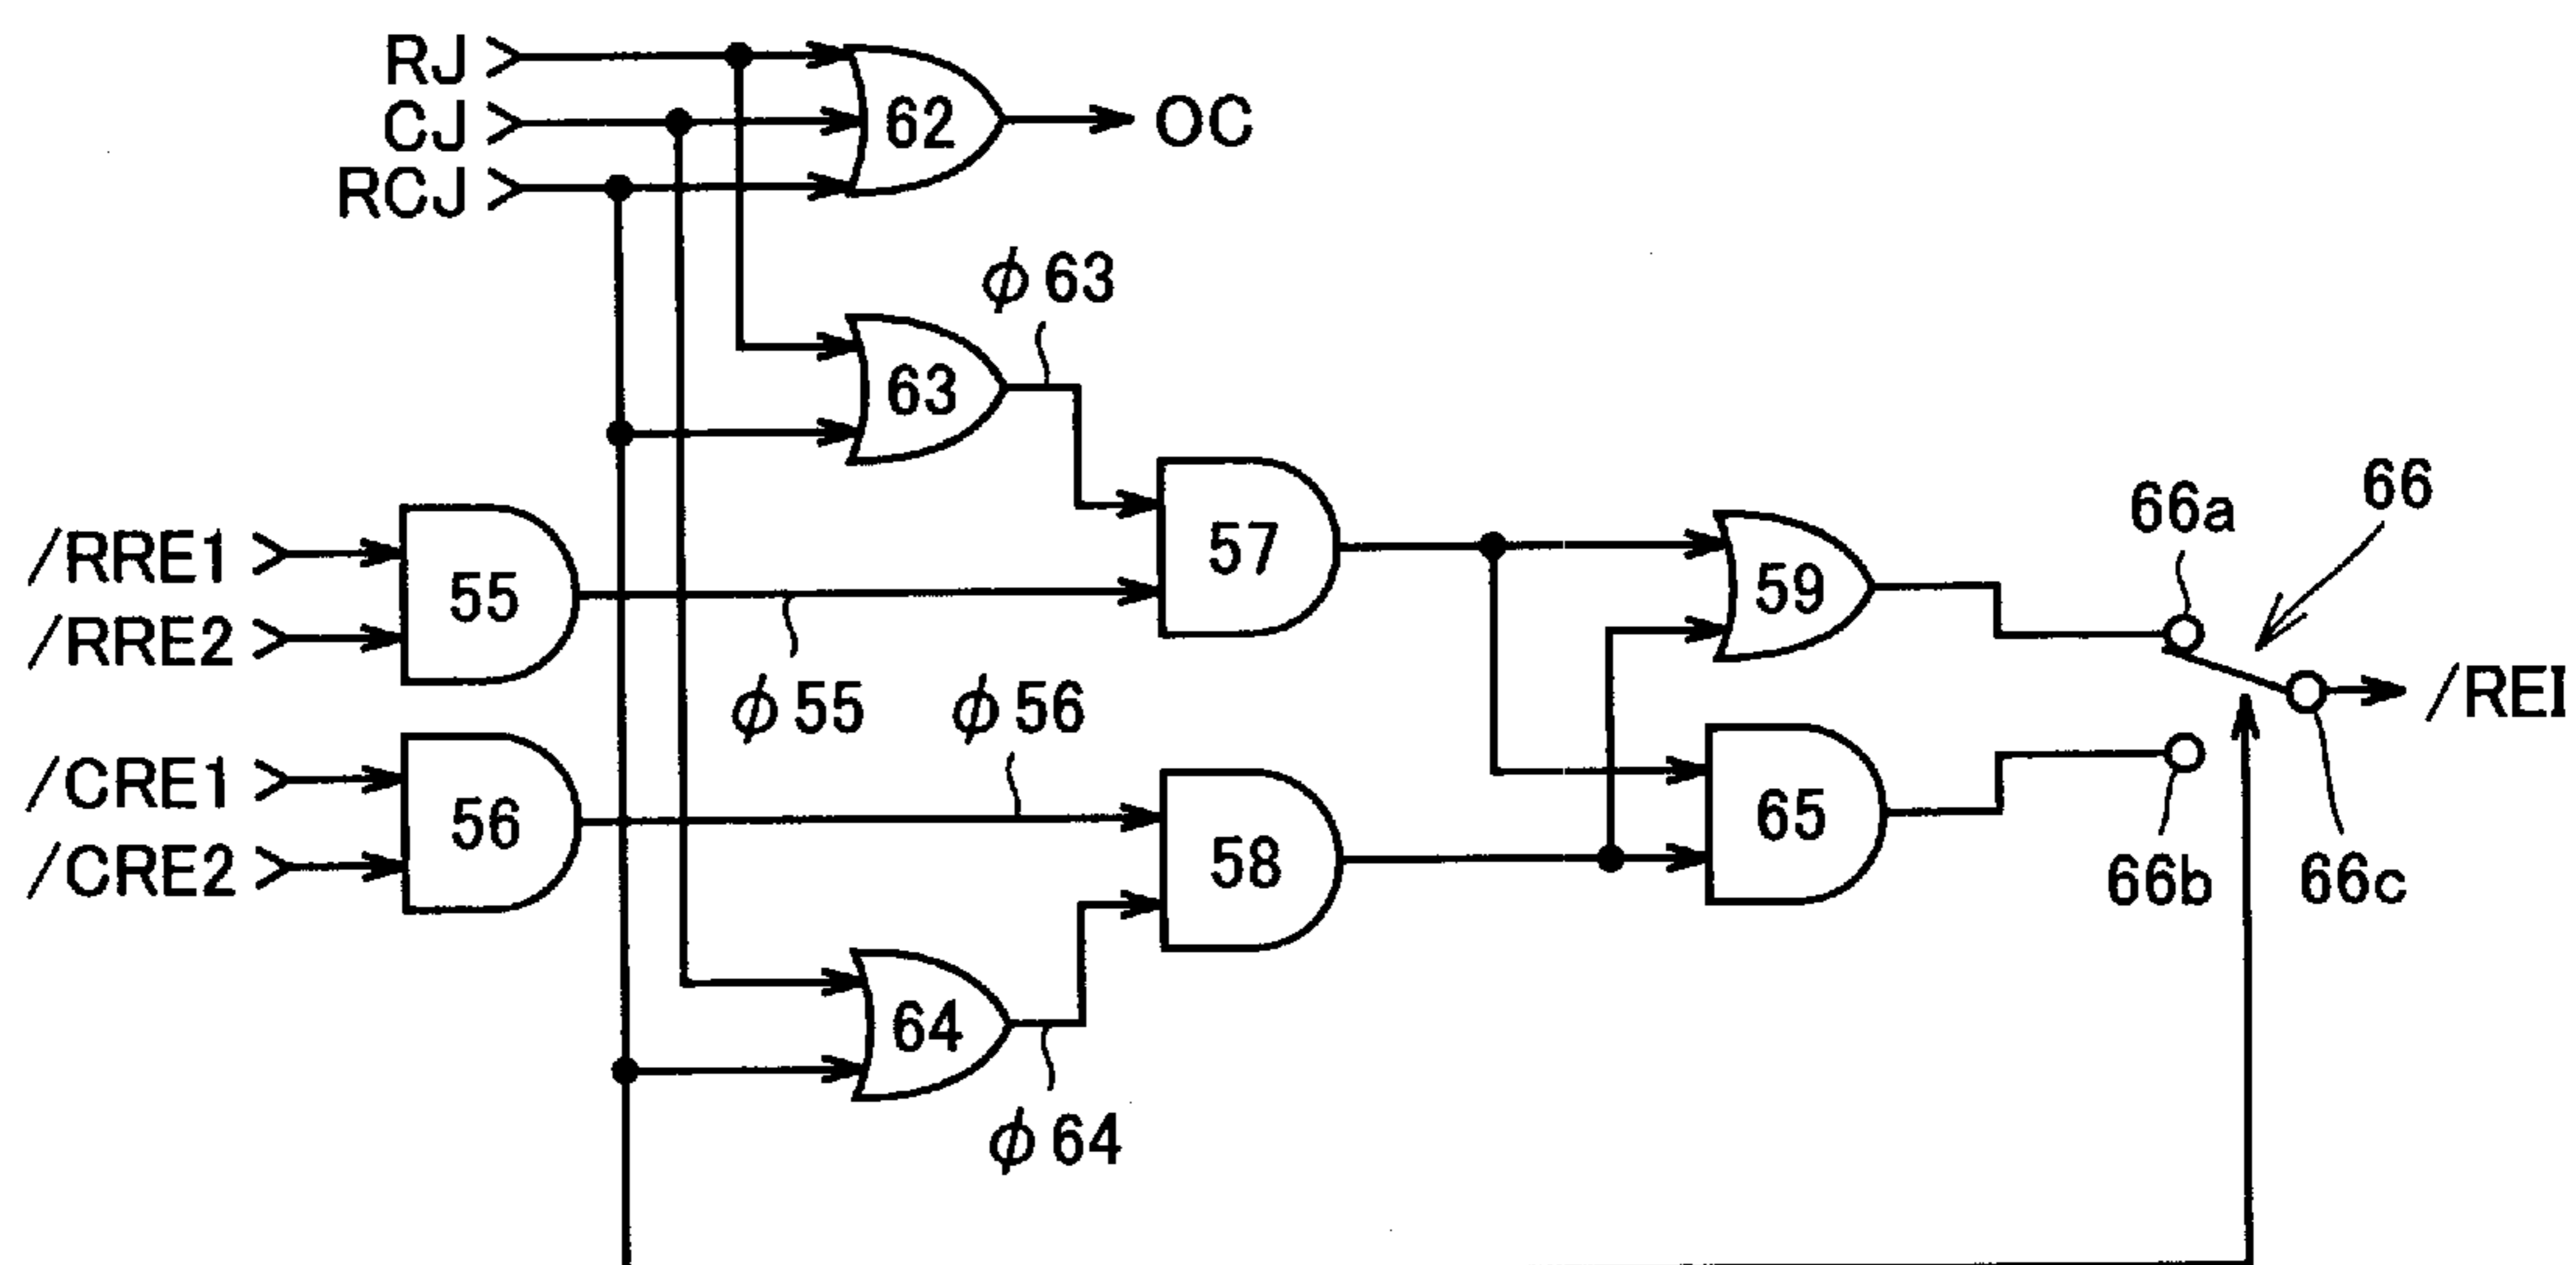 RJ
CJ
RCJ
62
OC
φ63
63
/RRE1
/RRE2
55
57
59
66a
66
φ55
φ56
/REI
/CRE1
/CRE2
56
58
65
66b
66c
64
φ64